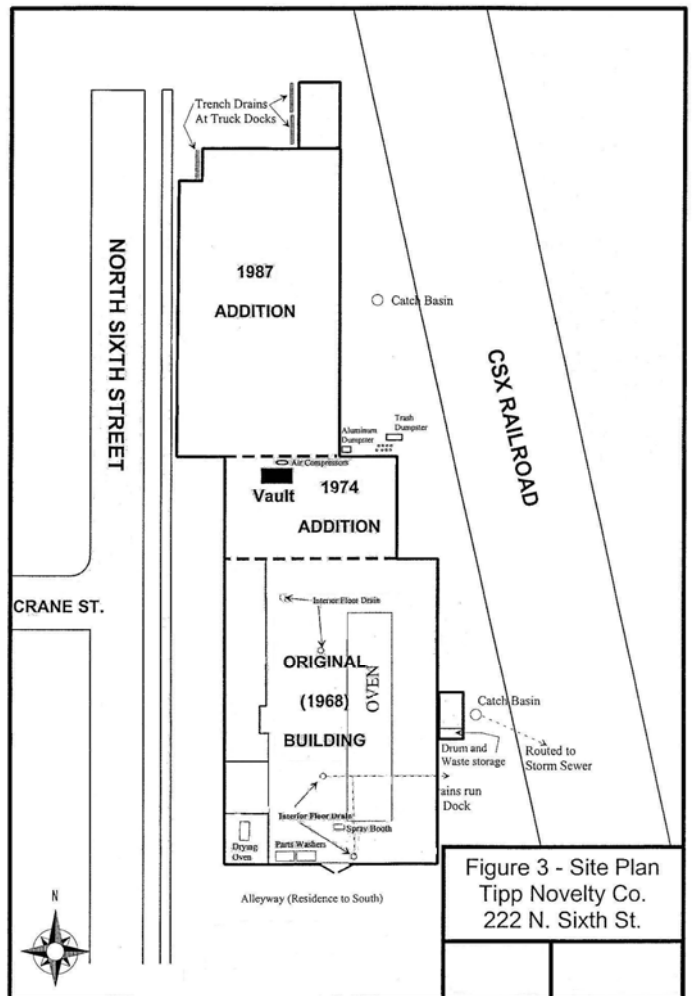 Trench Drains
At Truck Docks
NORTH SIXTH STREET
1987
ADDITION
Catch Basin
CSX RAILROAD
Aluminum
Dumpster
Trash
Dumpster
Air Compressors
Vault
1974
ADDITION
CRANE ST.
Interior Floor Drain
ORIGINAL
(1968)
BUILDING
OVEN
Catch Basin
Drum and
Waste storage
Routed to
Storm Sewer
ains run
Dock
Interior Floor Drain
Spray Booth
Drying
Oven
Parts Washers
Alleyway (Residence to South)
N
Figure 3 - Site Plan
Tipp Novelty Co.
222 N. Sixth St.